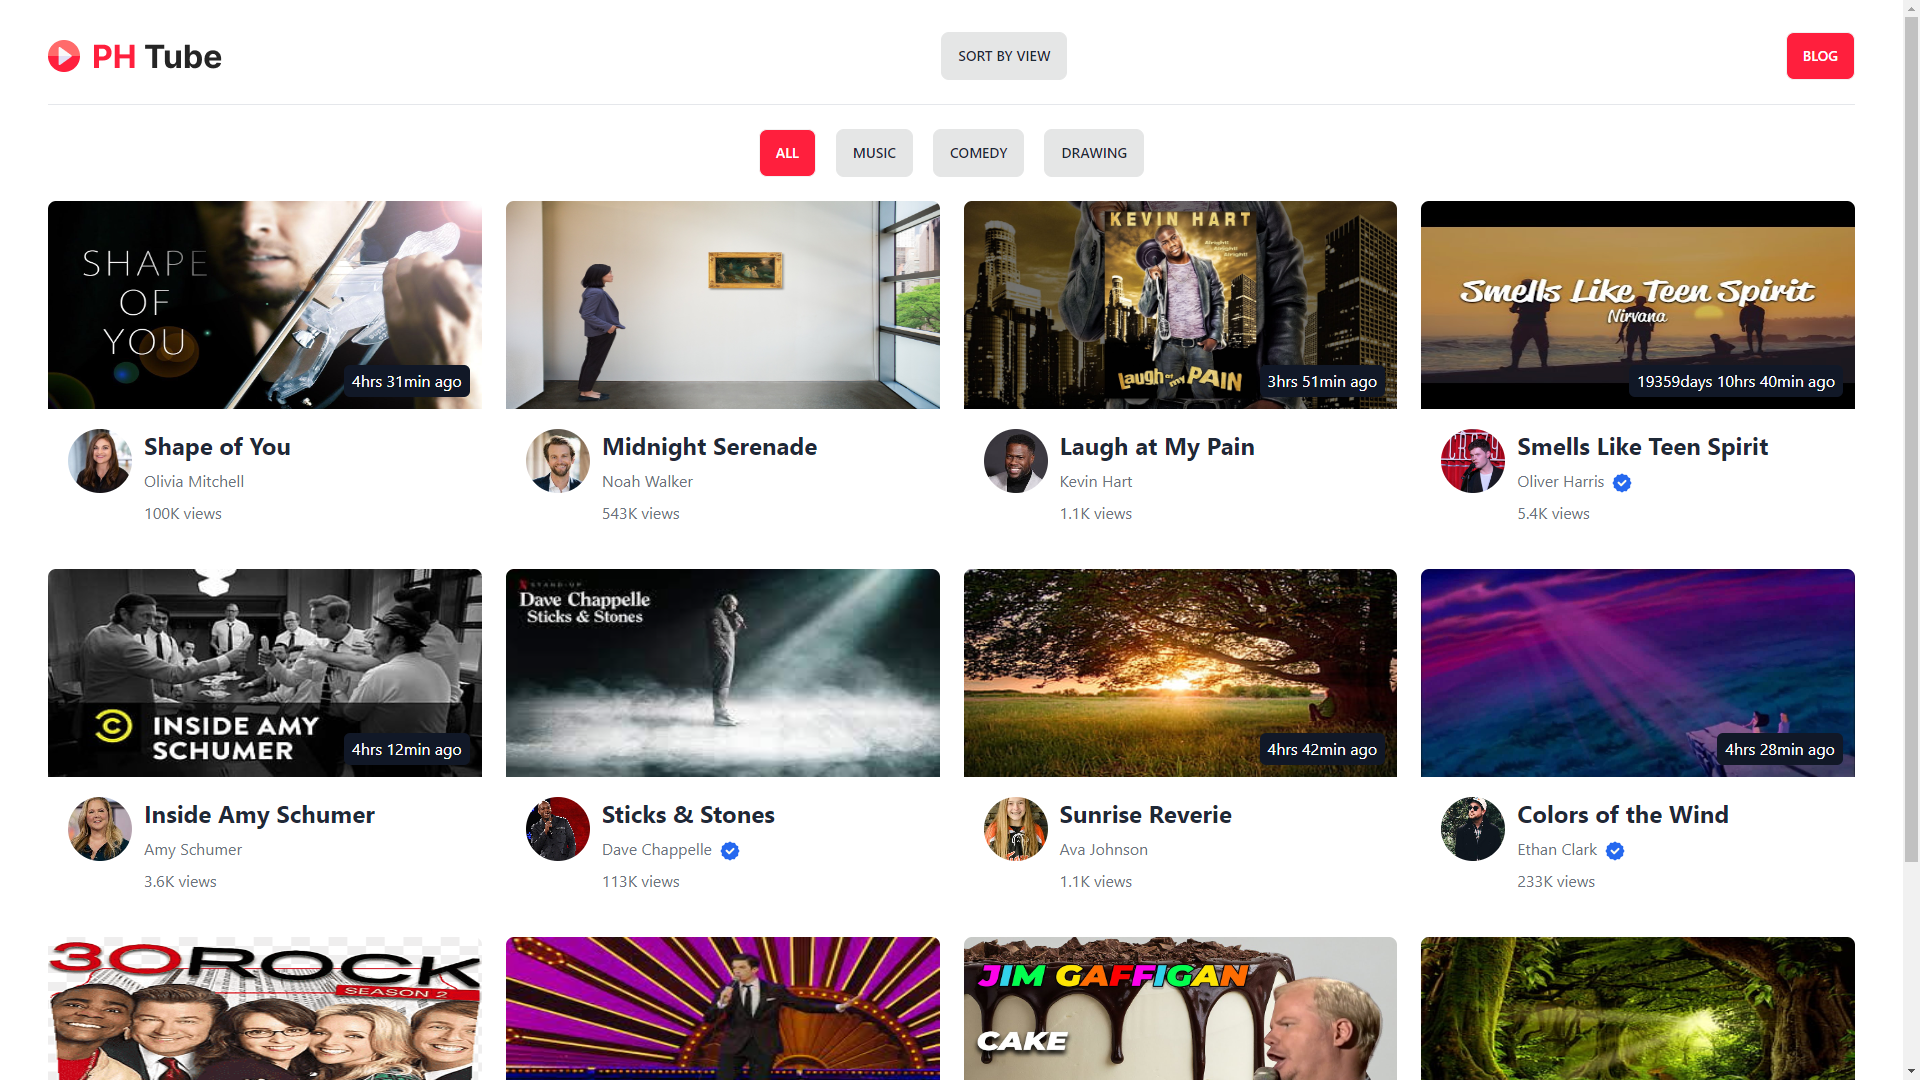 PH Tube
SORT BY VIEW
BLOG
ALL
MUSIC
COMEDY
DRAWING
SHAPE
OF
YOU
4hrs 31min ago
KEVIN HART
Laugh at my PAIN
3hrs 51min ago
Smells Like Teen Spirit
Nirvana
19359days 10hrs 40min ago
Shape of You
Olivia Mitchell
100K views
Midnight Serenade
Noah Walker
543K views
Laugh at My Pain
Kevin Hart
1.1K views
Smells Like Teen Spirit
Oliver Harris
5.4K views
INSIDE AMY
SCHUMER
4hrs 12min ago
STAND-UP
Dave Chappelle
Sticks & Stones
4hrs 42min ago
4hrs 28min ago
Inside Amy Schumer
Amy Schumer
3.6K views
Sticks & Stones
Dave Chappelle
113K views
Sunrise Reverie
Ava Johnson
1.1K views
Colors of the Wind
Ethan Clark
233K views
30ROCK
SEASON 2
JIM GAFFIGAN
CAKE